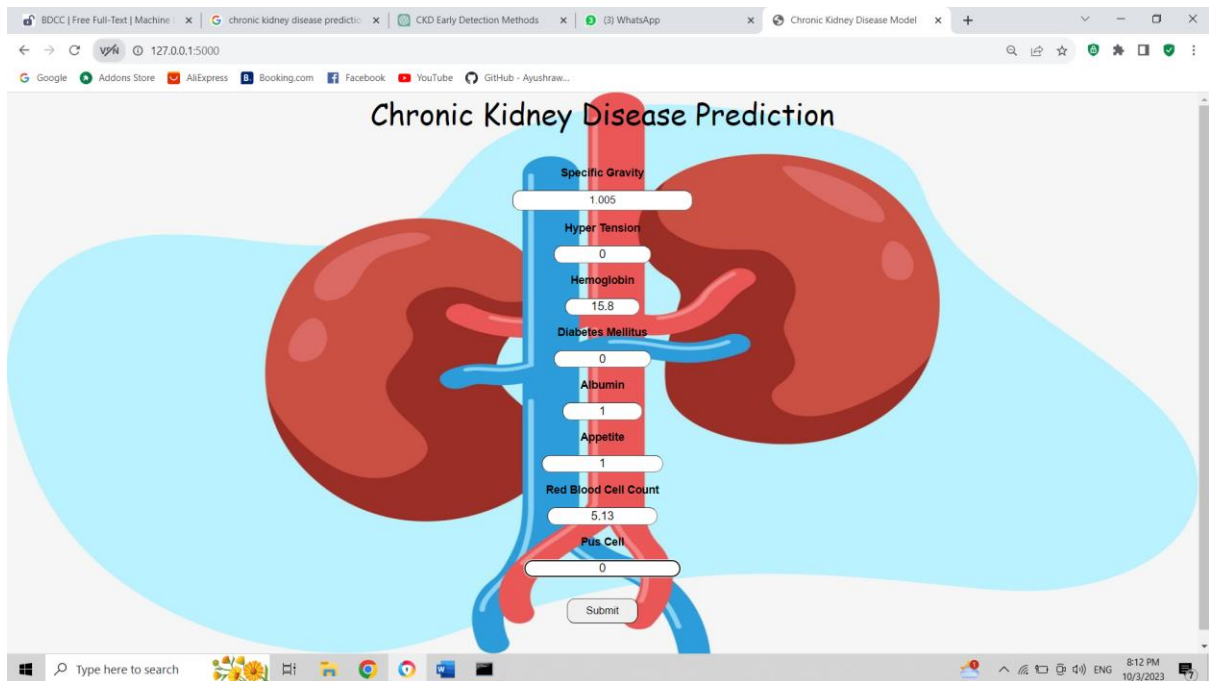 BDCC | Free Full-Text | Machine
chronic kidney disease predictio
CKD Early Detection Methods
(3) WhatsApp
Chronic Kidney Disease Model
VPN
127.0.0.1:5000
Google Addons Store AliExpress Booking.com Facebook YouTube GitHub - Ayushraw...
Chronic Kidney Disease Prediction
Specific Gravity
1.005
Hyper Tension
0
Hemoglobin
15.8
Diabetes Mellitus
0
Albumin
1
Appetite
1
Red Blood Cell Count
5.13
Pus Cell
0
Submit
Type here to search
ENG
8:12 PM
10/3/2023